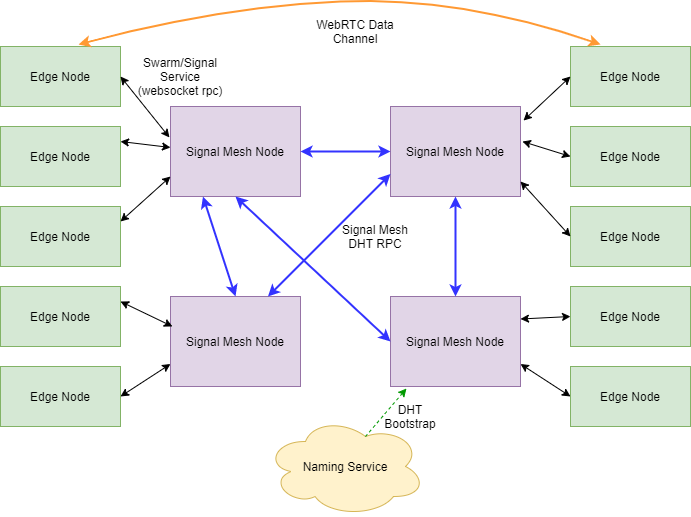 WebRTC Data
Channel
Edge Node
Swarm/Signal
Service
(websocket rpc)
Edge Node
Edge Node
Signal Mesh Node
Signal Mesh Node
Edge Node
Edge Node
Signal Mesh
DHT RPC
Edge Node
Edge Node
Signal Mesh Node
Signal Mesh Node
Edge Node
Edge Node
Edge Node
DHT
Bootstrap
Naming Service